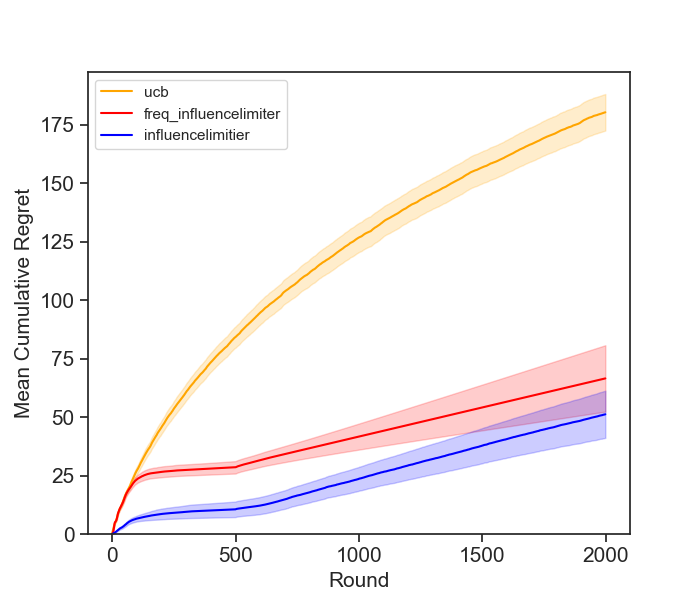 ucb
freq_influencelimiter
influencelimitier
Mean Cumulative Regret
175
150
125
100
75
50
25
0
0 500 1000 1500 2000
Round